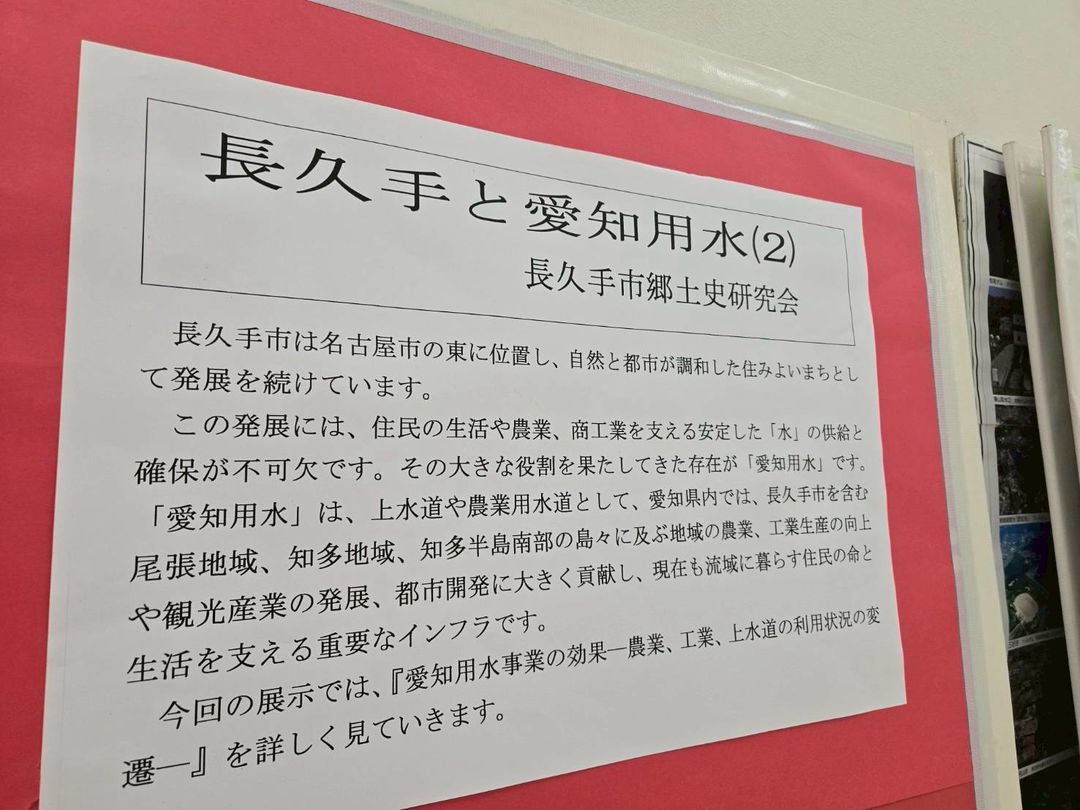 長久手と愛知用水(2)
長久手市郷土史研究会
長久手市は名古屋市の東に位置し、自然と都市が調和した住みよいまちとし
て発展を続けています。
この発展には、住民の生活や農業、商工業を支える安定した「水」の供給と
確保が不可欠です。その大きな役割を果たしてきた存在が「愛知用水」です。
「愛知用水」は、上水道や農業用水道として、愛知県内では、長久手市を含む
尾張地域、知多地域、知多半島南部の島々に及ぶ地域の農業、工業生産の向上
や観光産業の発展、都市開発に大きく貢献し、現在も流域に暮らす住民の命と
生活を支える重要なインフラです。
今回の展示では、『愛知用水事業の効果―農業、工業、上水道の利用状況の変
遷―』を詳しく見ていきます。